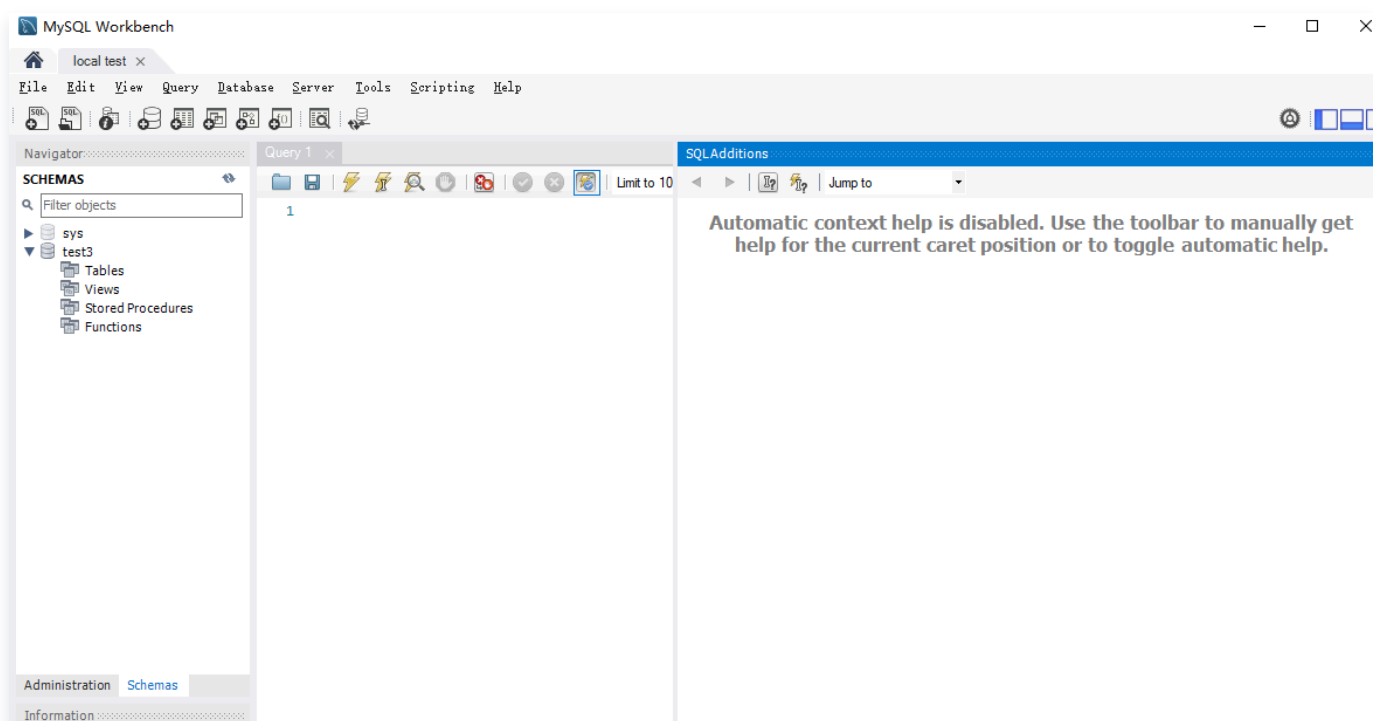 MySQL Workbench
local test
File Edit View Query Database Server Tools Scripting Help
SQL SQL
Navigator
SCHEMAS
Filter objects
sys
test3
Tables
Views
Stored Procedures
Functions
Administration Schemas
Information
Query 1
Limit to 10
1
SQLAdditions
Jump to
Automatic context help is disabled. Use the toolbar to manually get
help for the current caret position or to toggle automatic help.